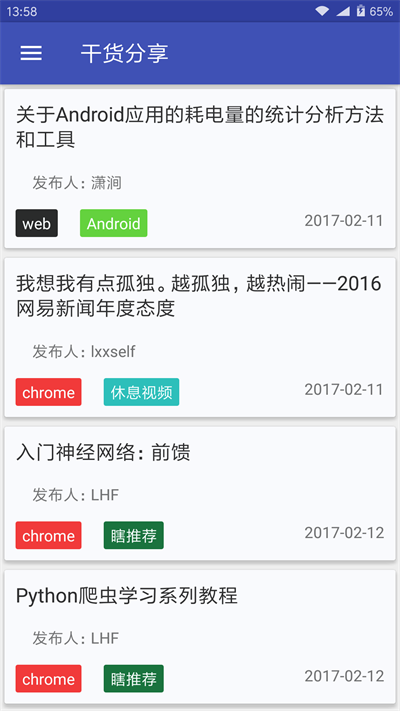 13:58
65%
干货分享
关于Android应用的耗电量的统计分析方法
和工具
发布人: 潇涧
web
Android
2017-02-11
我想我有点孤独。越孤独，越热闹——2016
网易新闻年度态度
发布人: lxxself
chrome
休息视频
2017-02-11
入门神经网络：前馈
发布人: LHF
chrome
瞎推荐
2017-02-12
Python爬虫学习系列教程
发布人: LHF
chrome
瞎推荐
2017-02-12